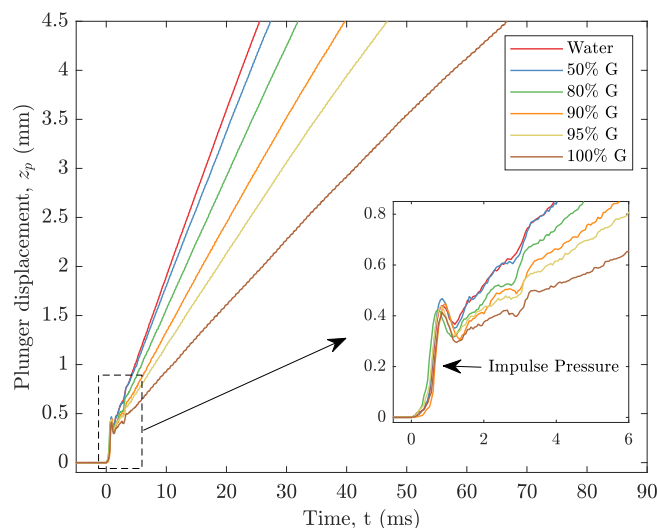 Plunger displacement, z_p (mm)
4.5
4
3.5
3
2.5
2
1.5
1
0.5
0
0 10 20 30 40 50 60 70 80 90
Time, t (ms)
Water
50% G
80% G
90% G
95% G
100% G
0.8
0.6
0.4
0.2
0
0 2 4 6
Impulse Pressure